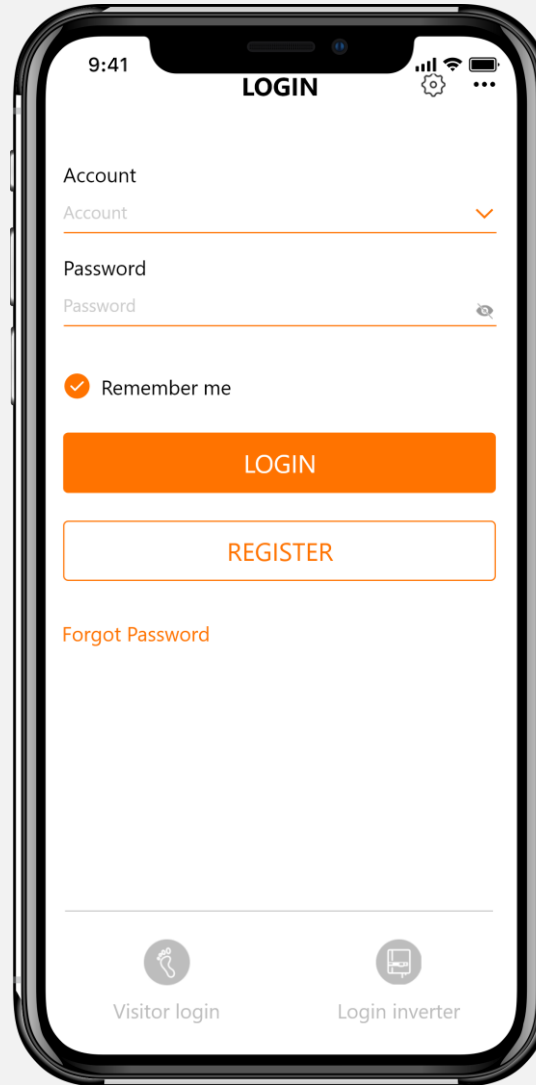 9:41
LOGIN
Account
Account
Password
Password
Remember me
LOGIN
REGISTER
Forgot Password
Visitor login Login inverter